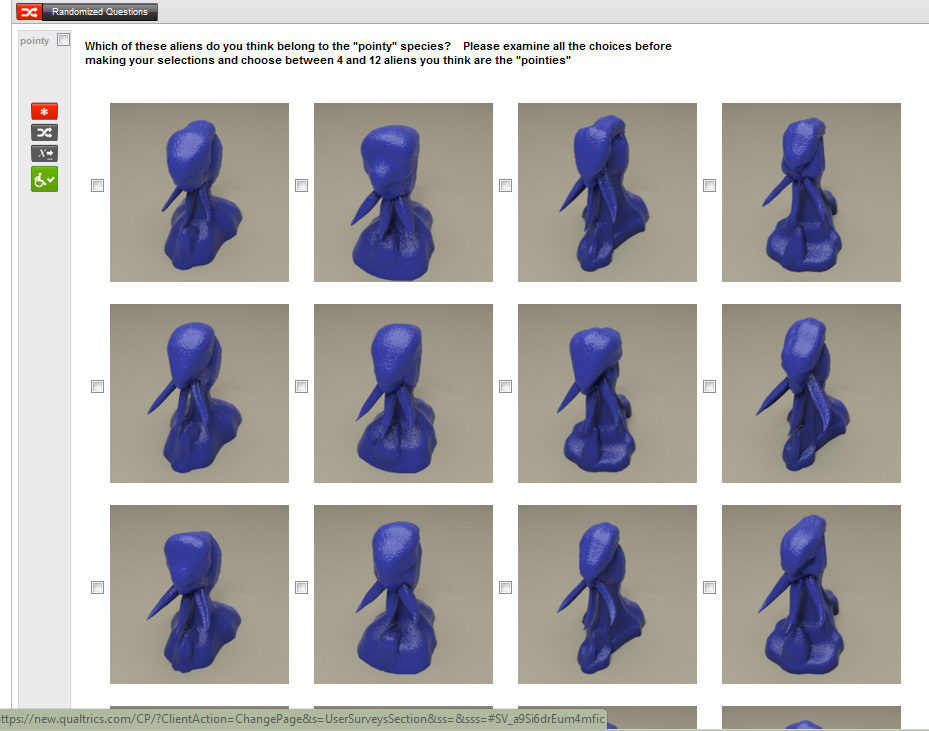 Randomized Questions
pointy
Which of these aliens do you think belong to the "pointy" species? Please examine all the choices before
making your selections and choose between 4 and 12 aliens you think are the "pointies"
ttps://new.qualtrics.com/CP/?ClientAction=ChangePage&s=UserSurveysSection&ss=&sss=#SV_a9Si6drEum4mfic